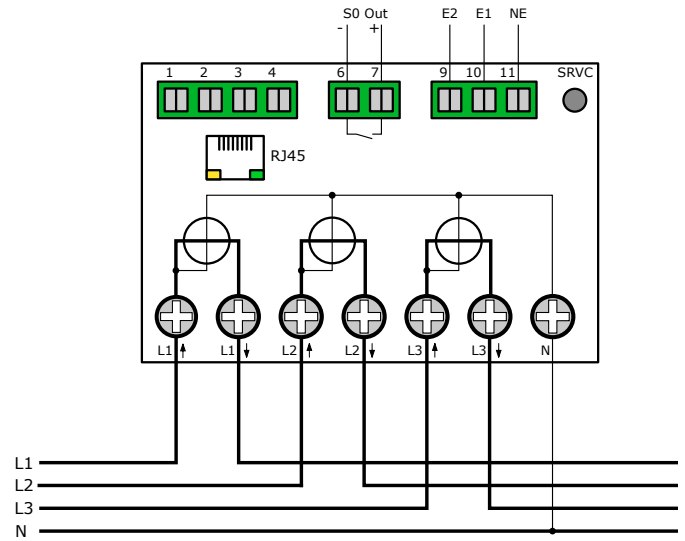 S0 Out E2 E1 NE
- +
1 2 3 4 6 7 9 10 11 SRVC
RJ45
L1 L1 L2 L2 L3 L3 N
L1
L2
L3
N